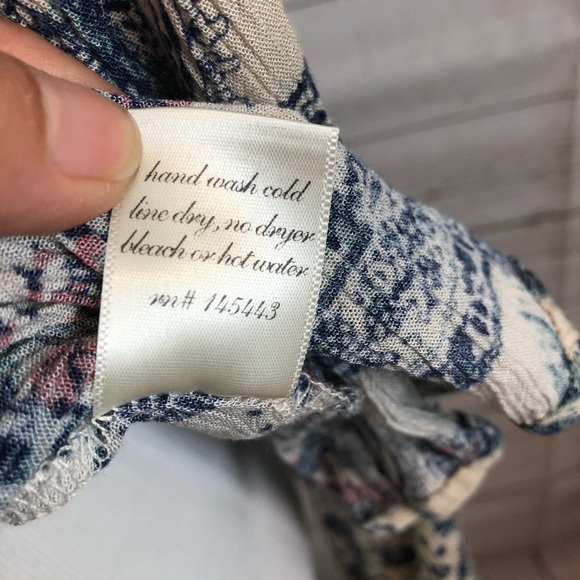 hand wash cold
line dry, no dryer
bleach or hot water
rn# 145443